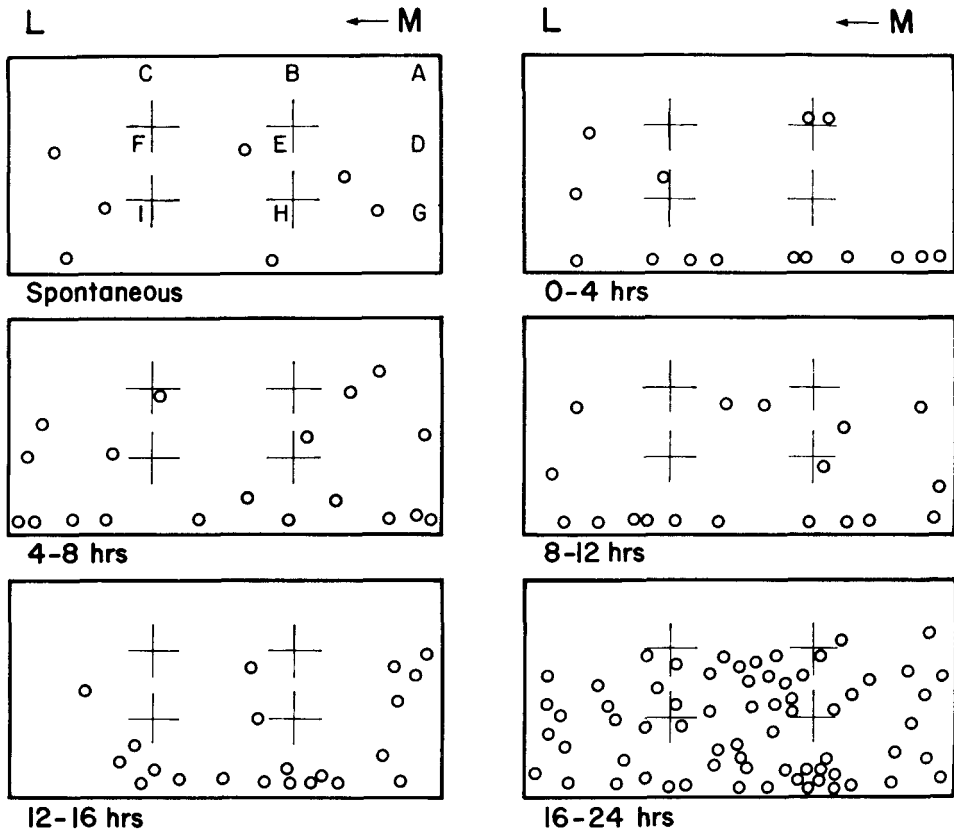 L ← M
L ← M
C B A
F E D
I H G
Spontaneous
0-4 hrs
4-8 hrs
8-12 hrs
12-16 hrs
16-24 hrs